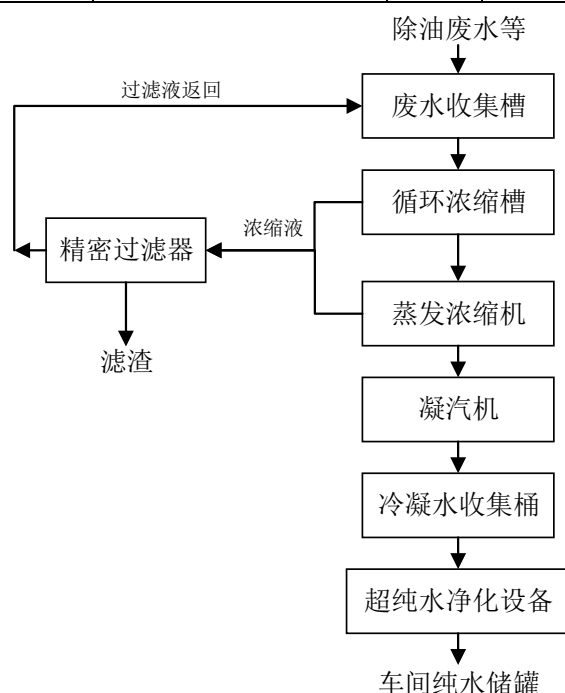 除油废水等
过滤液返回
废水收集槽
循环浓缩槽
浓缩液
精密过滤器
蒸发浓缩机
滤渣
凝汽机
冷凝水收集桶
超纯水净化设备
车间纯水储罐